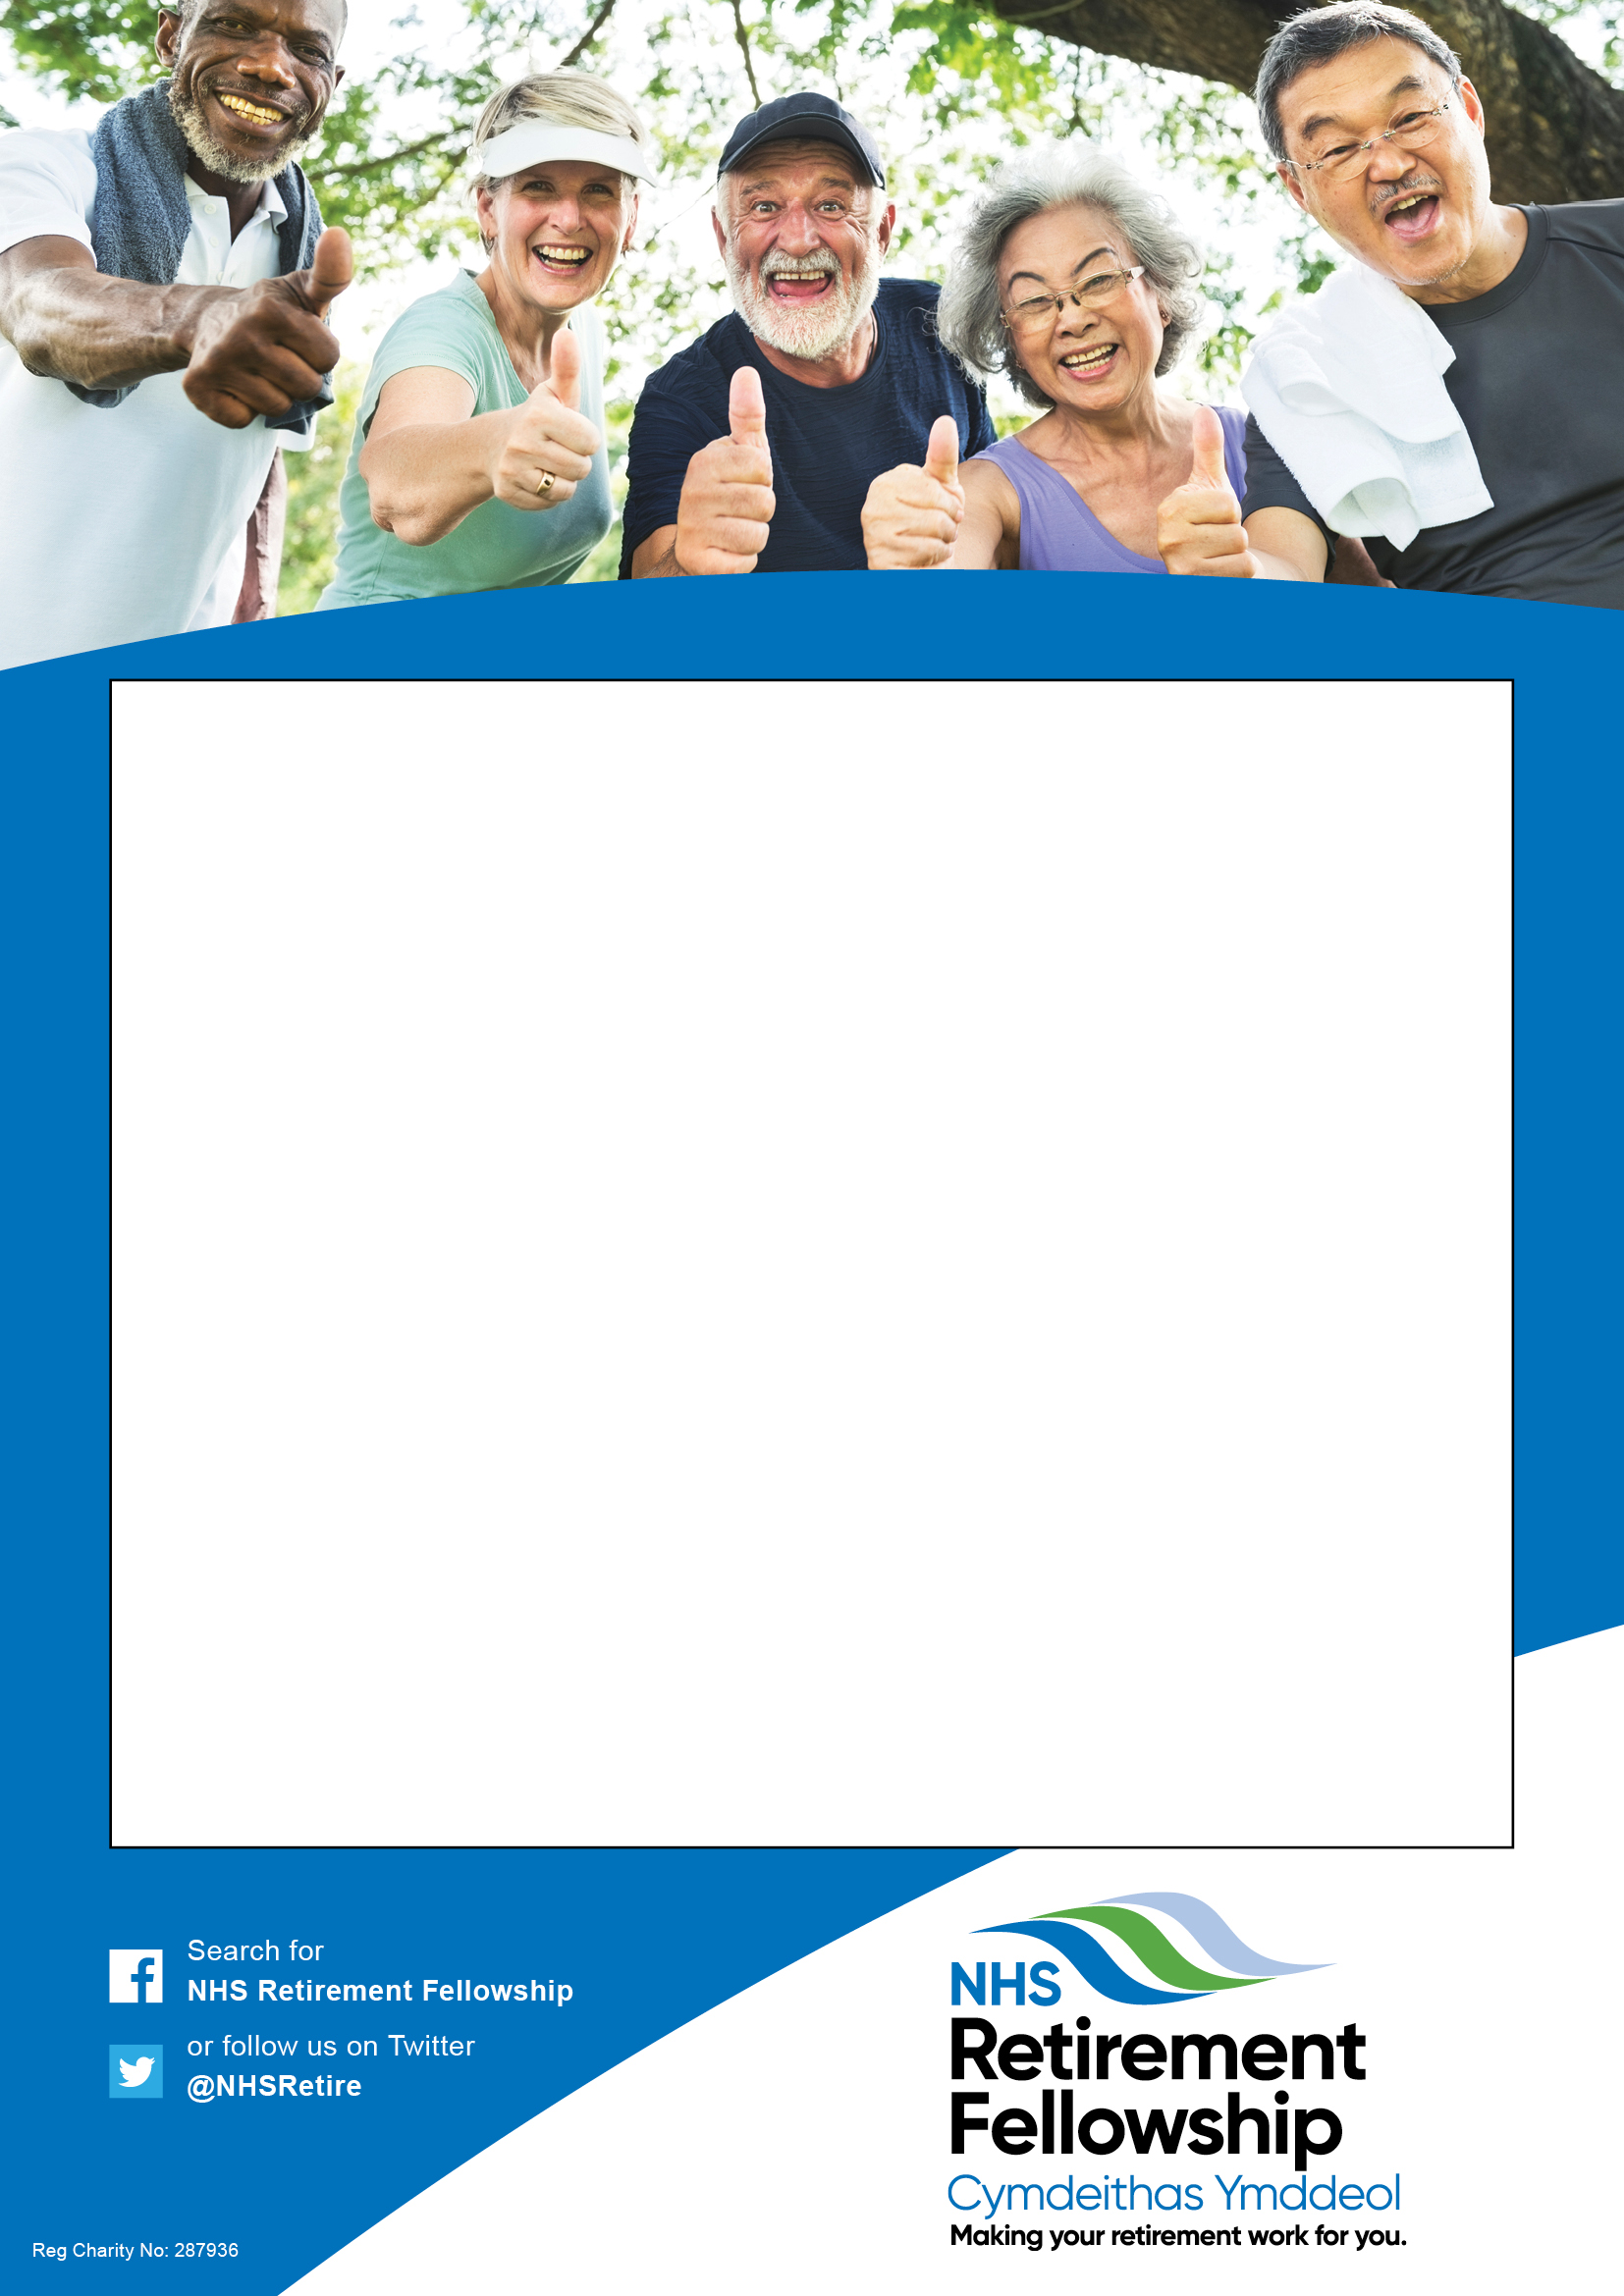 Search for
NHS Retirement Fellowship
or follow us on Twitter
@NHSRetire
Reg Charity No: 287936
NHS
Retirement
Fellowship
Cymdeithas Ymddeol
Making your retirement work for you.